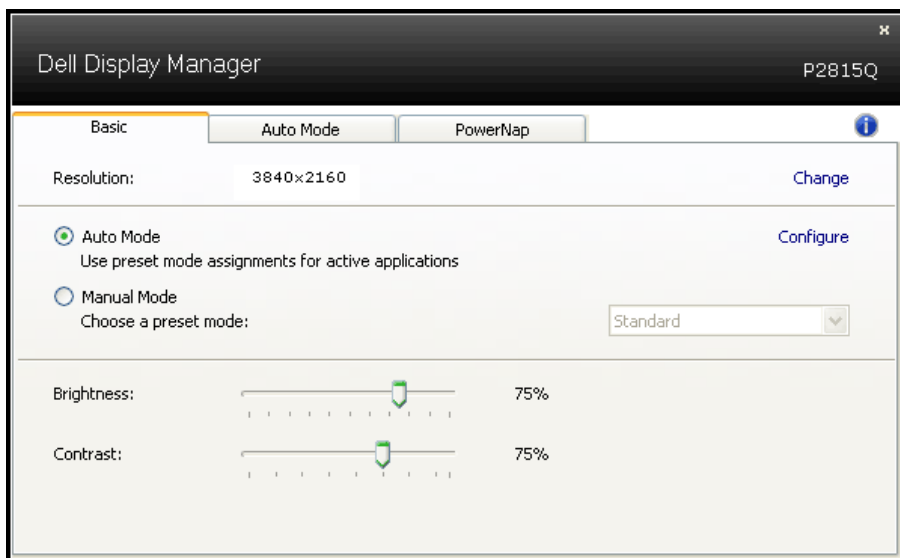 Dell Display Manager
P2815Q
Basic
Auto Mode
PowerNap
Resolution:
3840x2160
Change
Auto Mode
Configure
Use preset mode assignments for active applications
Manual Mode
Choose a preset mode:
Standard
Brightness:
75%
Contrast:
75%